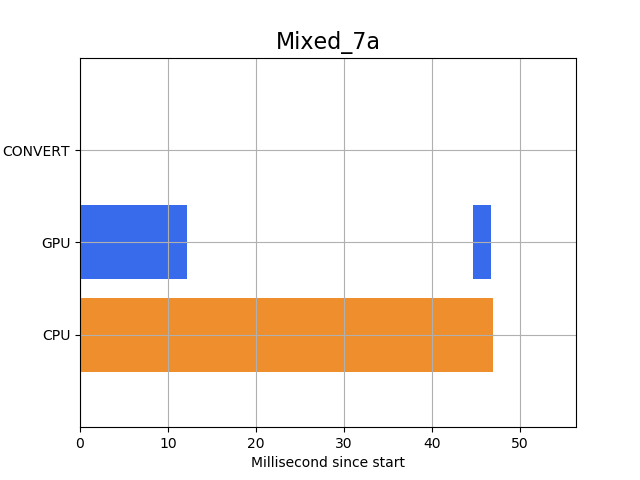 Mixed_7a
CONVERT
GPU
CPU
0 10 20 30 40 50
Millisecond since start